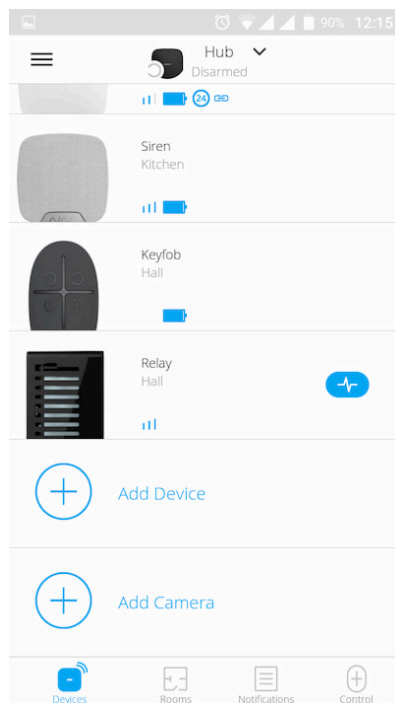 90% 12:15
Hub
Disarmed
24
Siren
Kitchen
Keyfob
Hall
Relay
Hall
Add Device
Add Camera
Devices Rooms Notifications Control